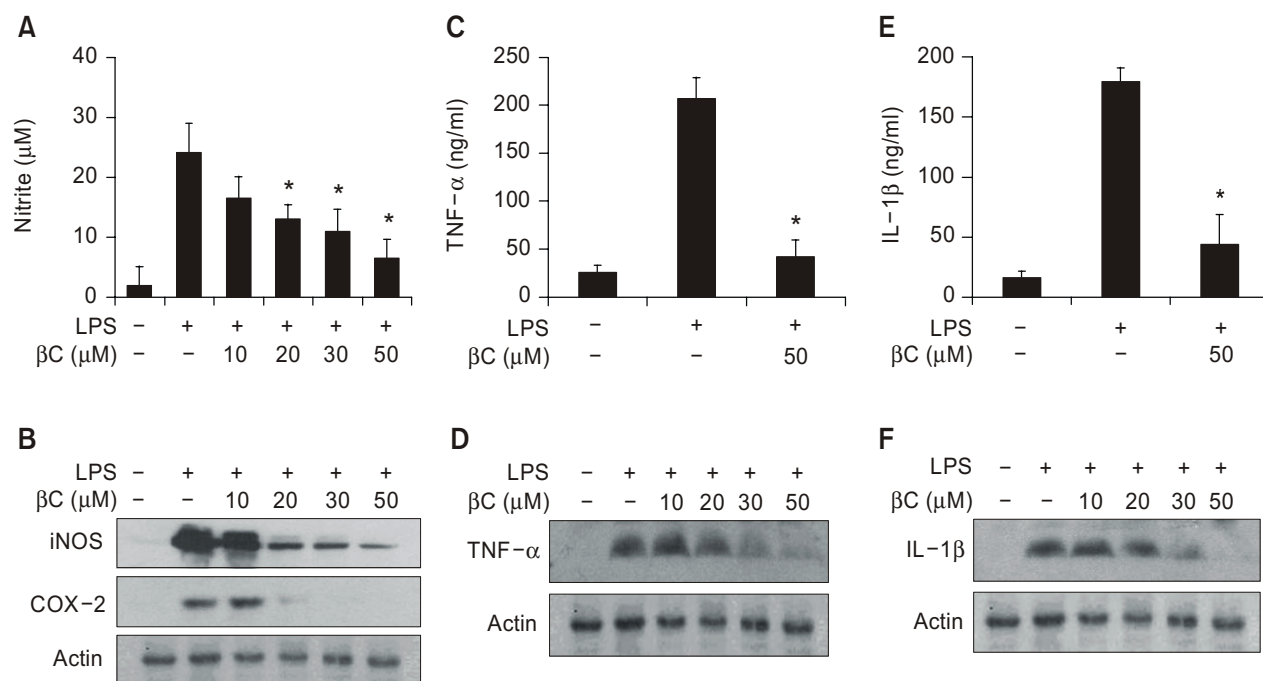 A
40
30
20
10
0
Nitrite (μM)
*
*
*
LPS − + + + + +
βC (μM) − − 10 20 30 50
C
250
200
150
100
50
0
TNF−α (ng/ml)
*
LPS − + +
βC (μM) − − 50
E
200
150
100
50
0
IL−1β (ng/ml)
*
LPS − + +
βC (μM) − − 50
B
LPS − + + + + +
βC (μM) − − 10 20 30 50
iNOS
COX−2
Actin
D
LPS − + + + + +
βC (μM) − − 10 20 30 50
TNF−α
Actin
F
LPS − + + + + +
βC (μM) − − 10 20 30 50
IL−1β
Actin